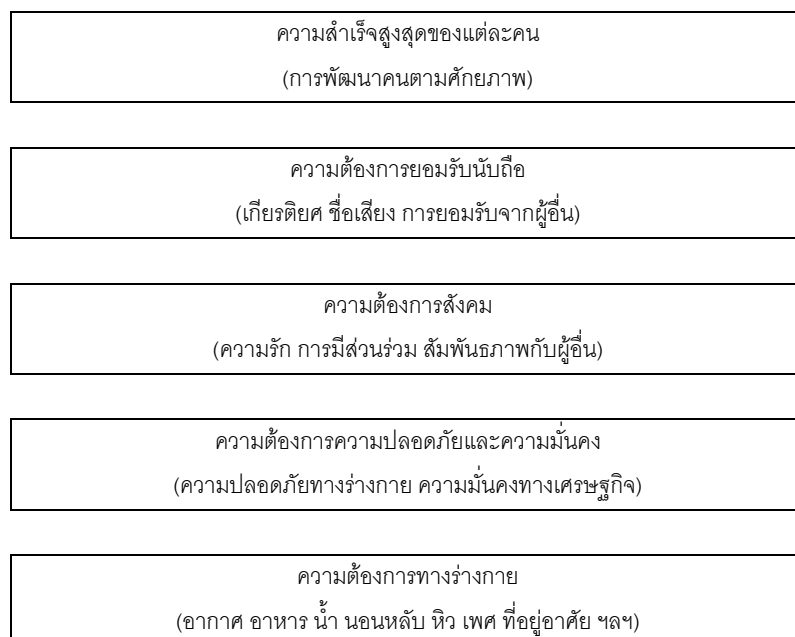 ความสำเร็จสูงสุดของแต่ละคน
(การพัฒนาคนตามศักยภาพ)
ความต้องการยอมรับนับถือ
(เกียรติยศ ชื่อเสียง การยอมรับจากผู้อื่น)
ความต้องการสังคม
(ความรัก การมีส่วนร่วม สัมพันธภาพกับผู้อื่น)
ความต้องการความปลอดภัยและความมั่นคง
(ความปลอดภัยทางร่างกาย ความมั่นคงทางเศรษฐกิจ)
ความต้องการทางร่างกาย
(อากาศ อาหาร น้ำ นอนหลับ หิว เพศ ที่อยู่อาศัย ฯลฯ)